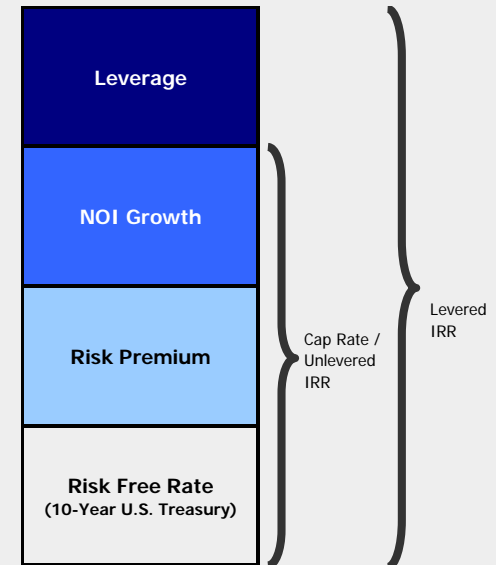 Leverage
NOI Growth
Risk Premium
Risk Free Rate
(10-Year U.S. Treasury)
Cap Rate /
Unlevered
IRR
Levered
IRR